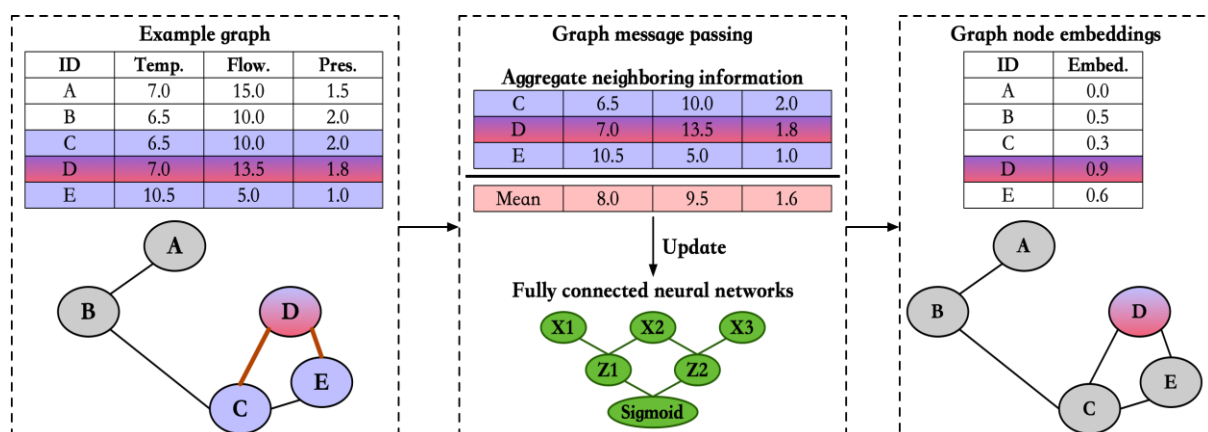 Example graph
ID Temp. Flow. Pres.
A 7.0 15.0 1.5
B 6.5 10.0 2.0
C 6.5 10.0 2.0
D 7.0 13.5 1.8
E 10.5 5.0 1.0
A
B
D
E
C
Graph message passing
Aggregate neighboring information
C 6.5 10.0 2.0
D 7.0 13.5 1.8
E 10.5 5.0 1.0
Mean 8.0 9.5 1.6
Update
Fully connected neural networks
X1 X2 X3
Z1 Z2
Sigmoid
Graph node embeddings
ID Embed.
A 0.0
B 0.5
C 0.3
D 0.9
E 0.6
A
B
D
E
C